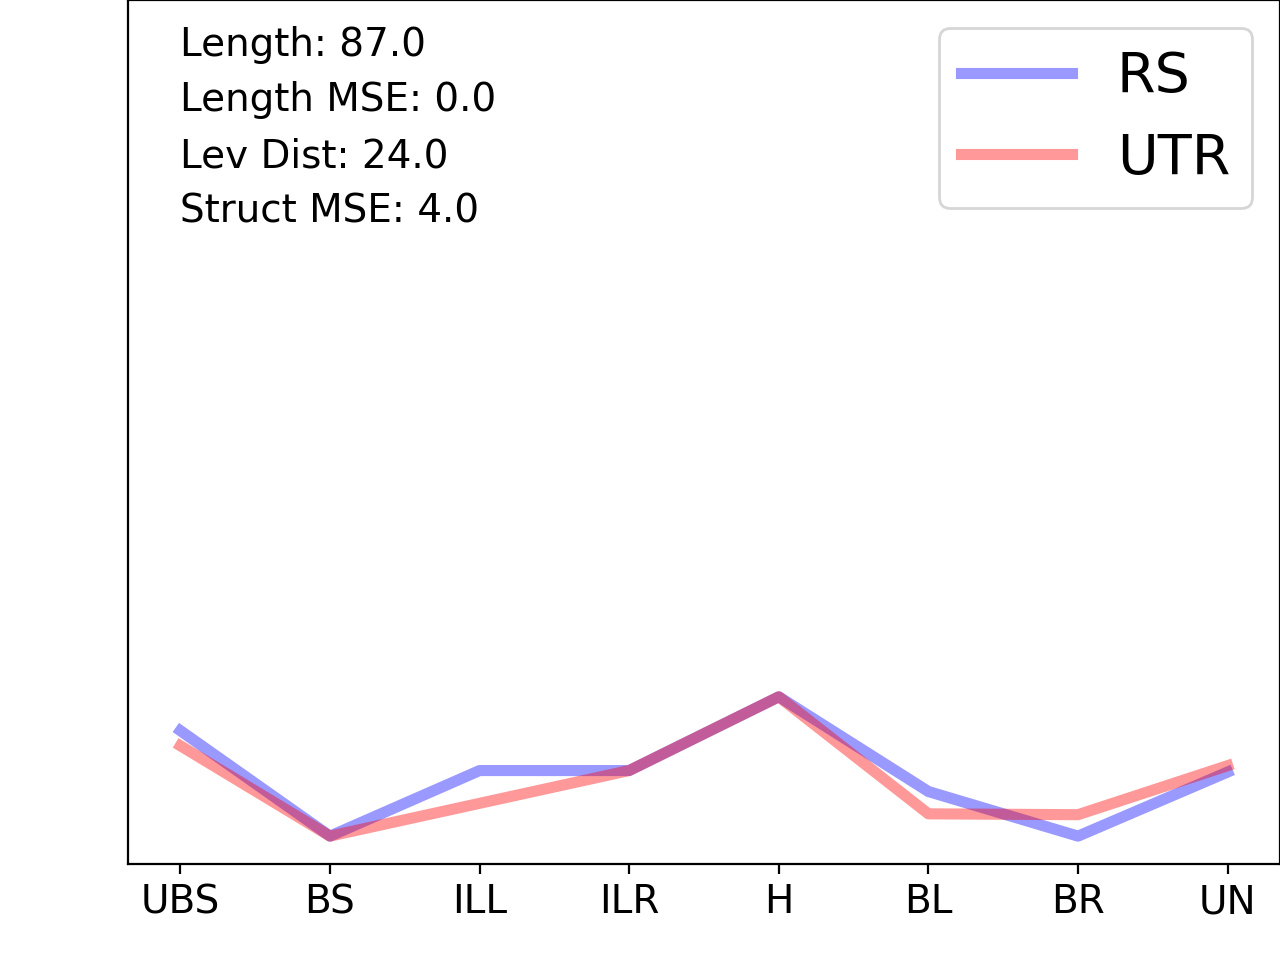 Length: 87.0
Length MSE: 0.0
Lev Dist: 24.0
Struct MSE: 4.0
RS
UTR
UBS BS ILL ILR H BL BR UN